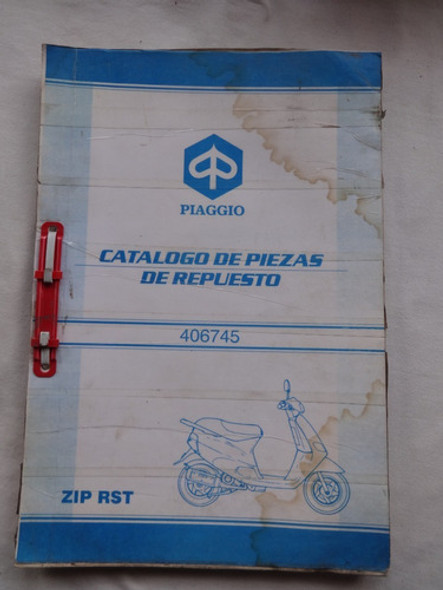 PIAGGIO
CATALOGO DE PIEZAS
DE REPUESTO
406745
ZIP RST